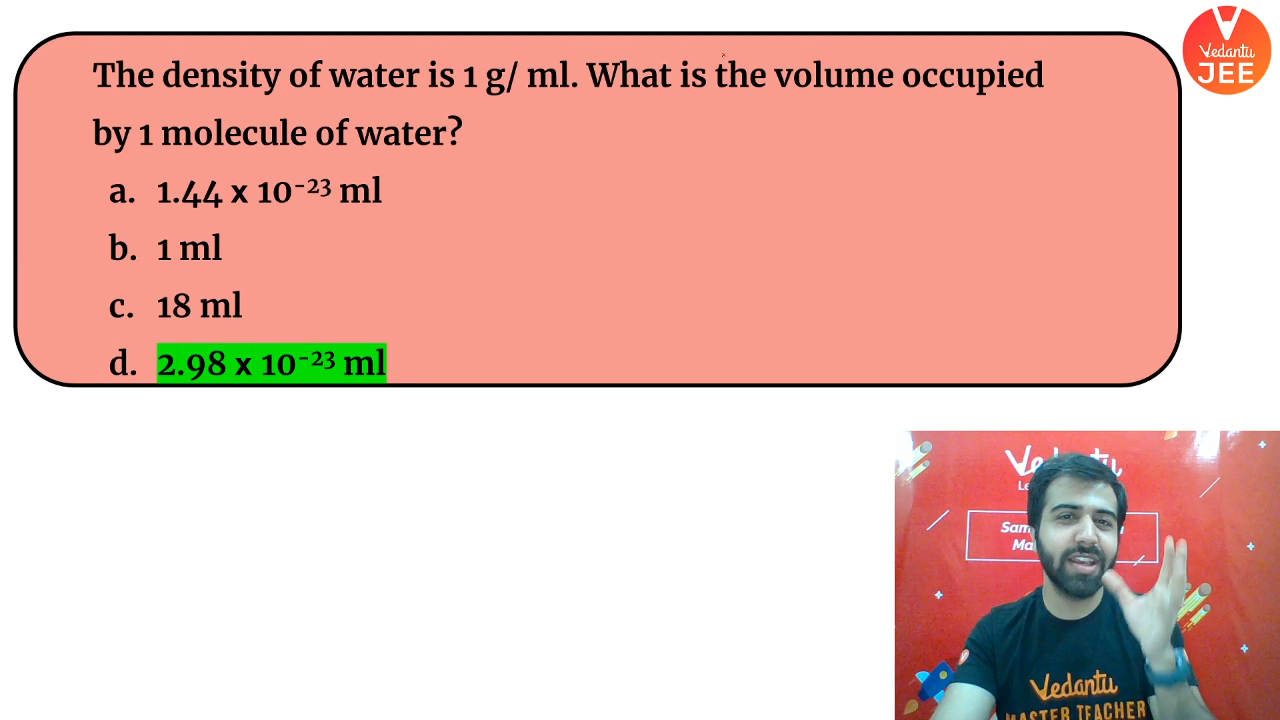 The density of water is 1 g/ ml. What is the volume occupied
by 1 molecule of water?
a. 1.44 x 10⁻²³ ml
b. 1 ml
c. 18 ml
d. 2.98 x 10⁻²³ ml
Vedantu
JEE
Vedantu
Vedantu
MASTER TEACHER